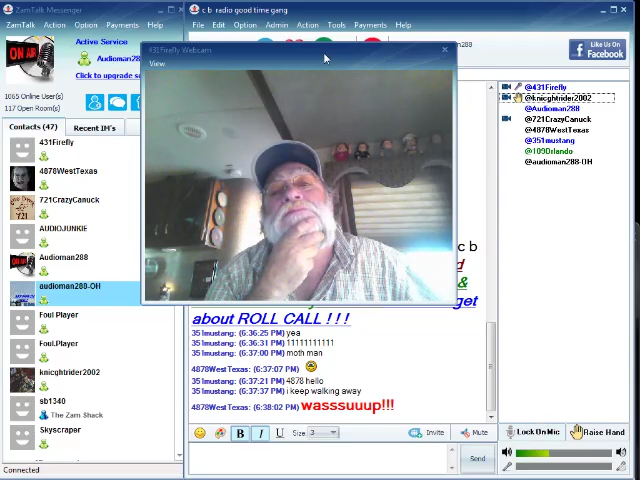 ZamTalk Messenger
ZamTalk Action Payments Help
ON AIR
Active Service
Audioman288
Click to upgrade
1065 Online User(s)
117 Open Room(s)
Contacts (47) Recent IM's
431Firefly
4878WestTexas
721CrazyCanuck
AUDIOJUNKIE
Audioman288
audioman288-OH
Foul Player
Foul.Player
knicghtrider2002
sb1340
The Zam Shack
Skyscraper
Connected
c b radio good time gang
File Edit Option Admin Action Tools Payments Help
Like Us On
Facebook
431Firefly Webcam
View
c b
get
about ROLL CALL ! ! !
351mustang: (6:36:25 PM) yea
351mustang: (6:36:31 PM) 11111111111
351mustang: (6:37:00 PM) moth man
4878WestTexas: (6:37:07 PM)
351mustang: (6:37:21 PM) 4878 hello
351mustang: (6:37:37 PM) i keep walking away
4878WestTexas: (6:38:02 PM) wasssuuup!!!
B I U Size 3 Invite Mute
Send
@431Firefly
@knicghtrider2002
@Audioman288
@721CrazyCanuck
@4878WestTexas
@351mustang
@109Orlando
@audioman288-OH
Lock On Mic Raise Hand